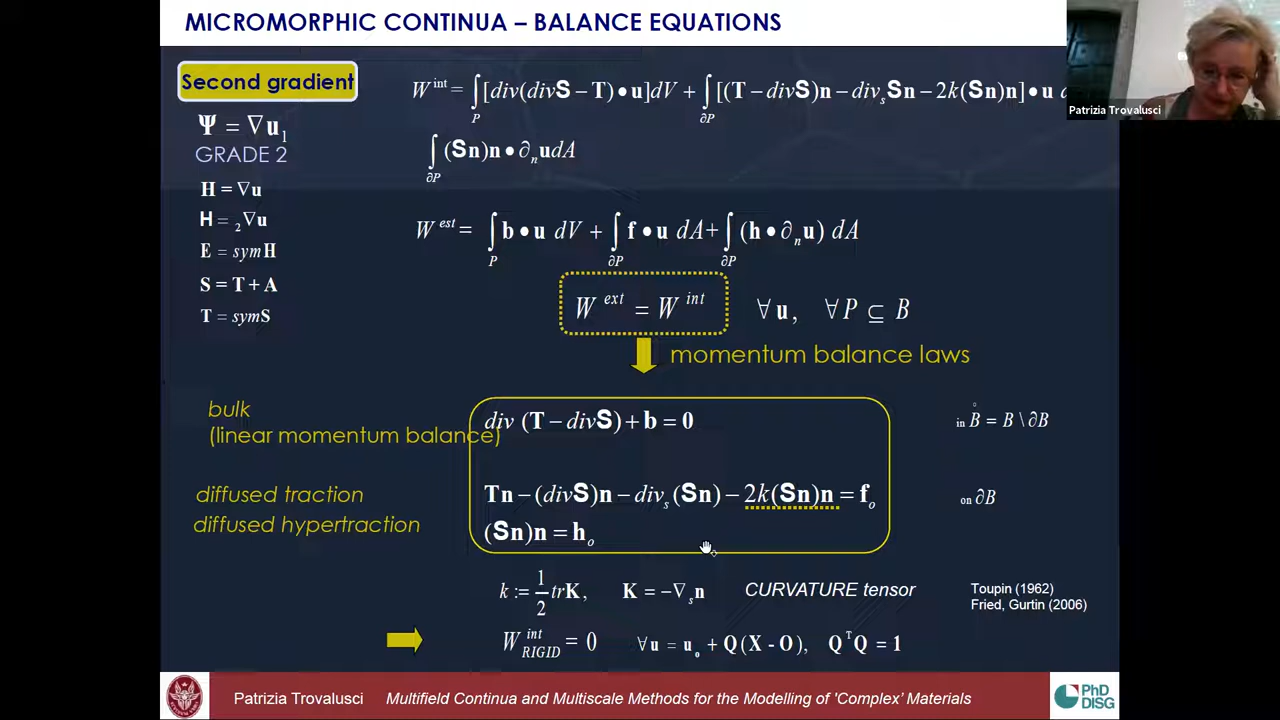 MICROMORPHIC CONTINUA – BALANCE EQUATIONS
Patrizia Trovalusci
Second gradient
Ψ = ∇u₁
GRADE 2
H = ∇u
H = ₂∇u
E = symH
S = T + A
T = symS
W^int = ∫_P [div(divS − T) • u]dV + ∫_∂P [(T − divS)n − div_s Sn − 2k(Sn)n] • u
∫_∂P (Sn)n • ∂_n udA
W^est = ∫_P b • u dV + ∫_∂P f • u dA + ∫_∂P (h • ∂_n u) dA
W^ext = W^int ∀u, ∀P ⊆ B
momentum balance laws
bulk
(linear momentum balance)
div (T − divS) + b = 0
in B̊ = B \ ∂B
diffused traction
Tn − (divS)n − div_s (Sn) − 2k(Sn)n = f_o
on ∂B
diffused hypertraction
(Sn)n = h_o
k := 1/2 trK, K = −∇_s n
CURVATURE tensor
Toupin (1962)
Fried, Gurtin (2006)
W^int_RIGID = 0 ∀u = u_o + Q(X - O), Q^T Q = 1
Patrizia Trovalusci
Multifield Continua and Multiscale Methods for the Modelling of 'Complex' Materials
PhD
DISG